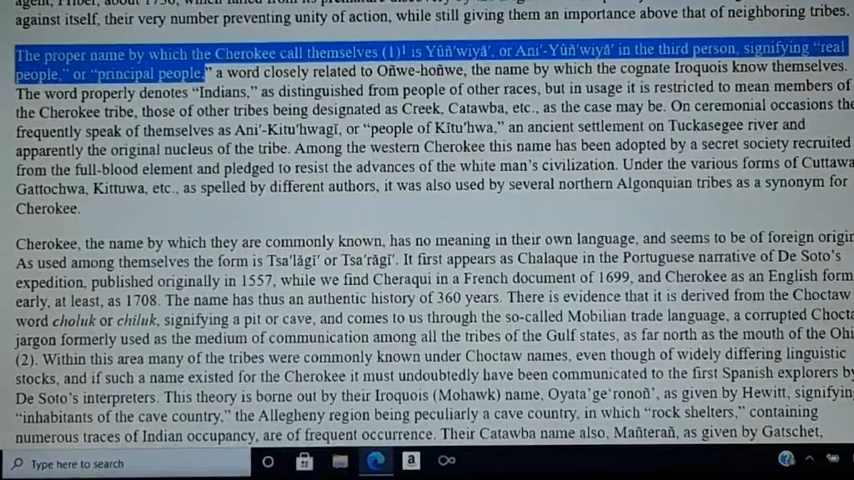 against itself, their very number preventing unity of action, while still giving them an importance above that of neighboring tribes.
The proper name by which the Cherokee call themselves (1)¹ is Yûñ′wiyă′, or Ani′-Yûñ′wiyă′ in the third person, signifying “real
people,” or “principal people,” a word closely related to Oñwe-hoñwe, the name by which the cognate Iroquois know themselves.
The word properly denotes “Indians,” as distinguished from people of other races, but in usage it is restricted to mean members of
the Cherokee tribe, those of other tribes being designated as Creek, Catawba, etc., as the case may be. On ceremonial occasions the
frequently speak of themselves as Ani′-Kitu′hwagĭ, or “people of Kĭtu′hwa,” an ancient settlement on Tuckasegee river and
apparently the original nucleus of the tribe. Among the western Cherokee this name has been adopted by a secret society recruited
from the full-blood element and pledged to resist the advances of the white man’s civilization. Under the various forms of Cuttawa
Gattochwa, Kittuwa, etc., as spelled by different authors, it was also used by several northern Algonquian tribes as a synonym for
Cherokee.
Cherokee, the name by which they are commonly known, has no meaning in their own language, and seems to be of foreign origin
As used among themselves the form is Tsa′lăgĭ′ or Tsa′răgĭ′. It first appears as Chalaque in the Portuguese narrative of De Soto’s
expedition, published originally in 1557, while we find Cheraqui in a French document of 1699, and Cherokee as an English form
early, at least, as 1708. The name has thus an authentic history of 360 years. There is evidence that it is derived from the Choctaw
word choluk or chiluk, signifying a pit or cave, and comes to us through the so-called Mobilian trade language, a corrupted Chocta
jargon formerly used as the medium of communication among all the tribes of the Gulf states, as far north as the mouth of the Ohi
(2). Within this area many of the tribes were commonly known under Choctaw names, even though of widely differing linguistic
stocks, and if such a name existed for the Cherokee it must undoubtedly have been communicated to the first Spanish explorers by
De Soto’s interpreters. This theory is borne out by their Iroquois (Mohawk) name, Oyata‵ge‵ronoñ′, as given by Hewitt, signifyin
“inhabitants of the cave country,” the Allegheny region being peculiarly a cave country, in which “rock shelters,” containing
numerous traces of Indian occupancy, are of frequent occurrence. Their Catawba name also, Mañterañ, as given by Gatschet,
Type here to search
a